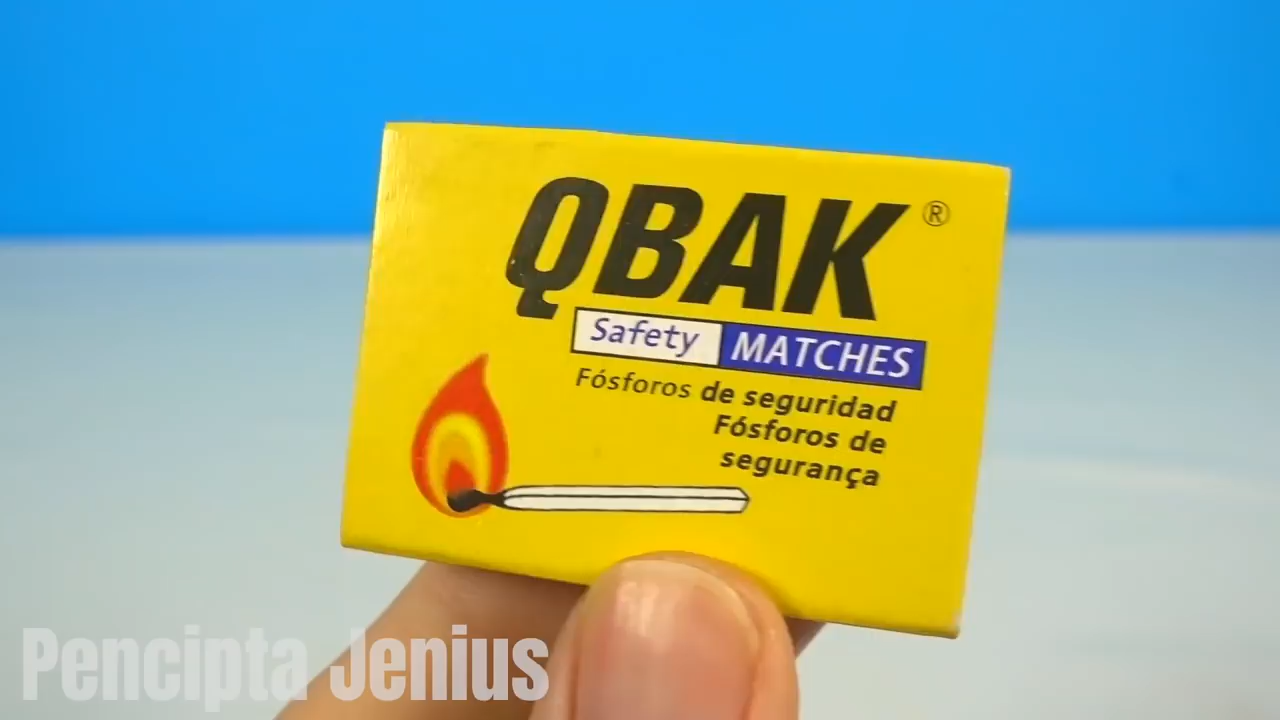 QBAK®
Safety MATCHES
Fósforos de seguridad
Fósforos de
segurança
Pencipta Jenius